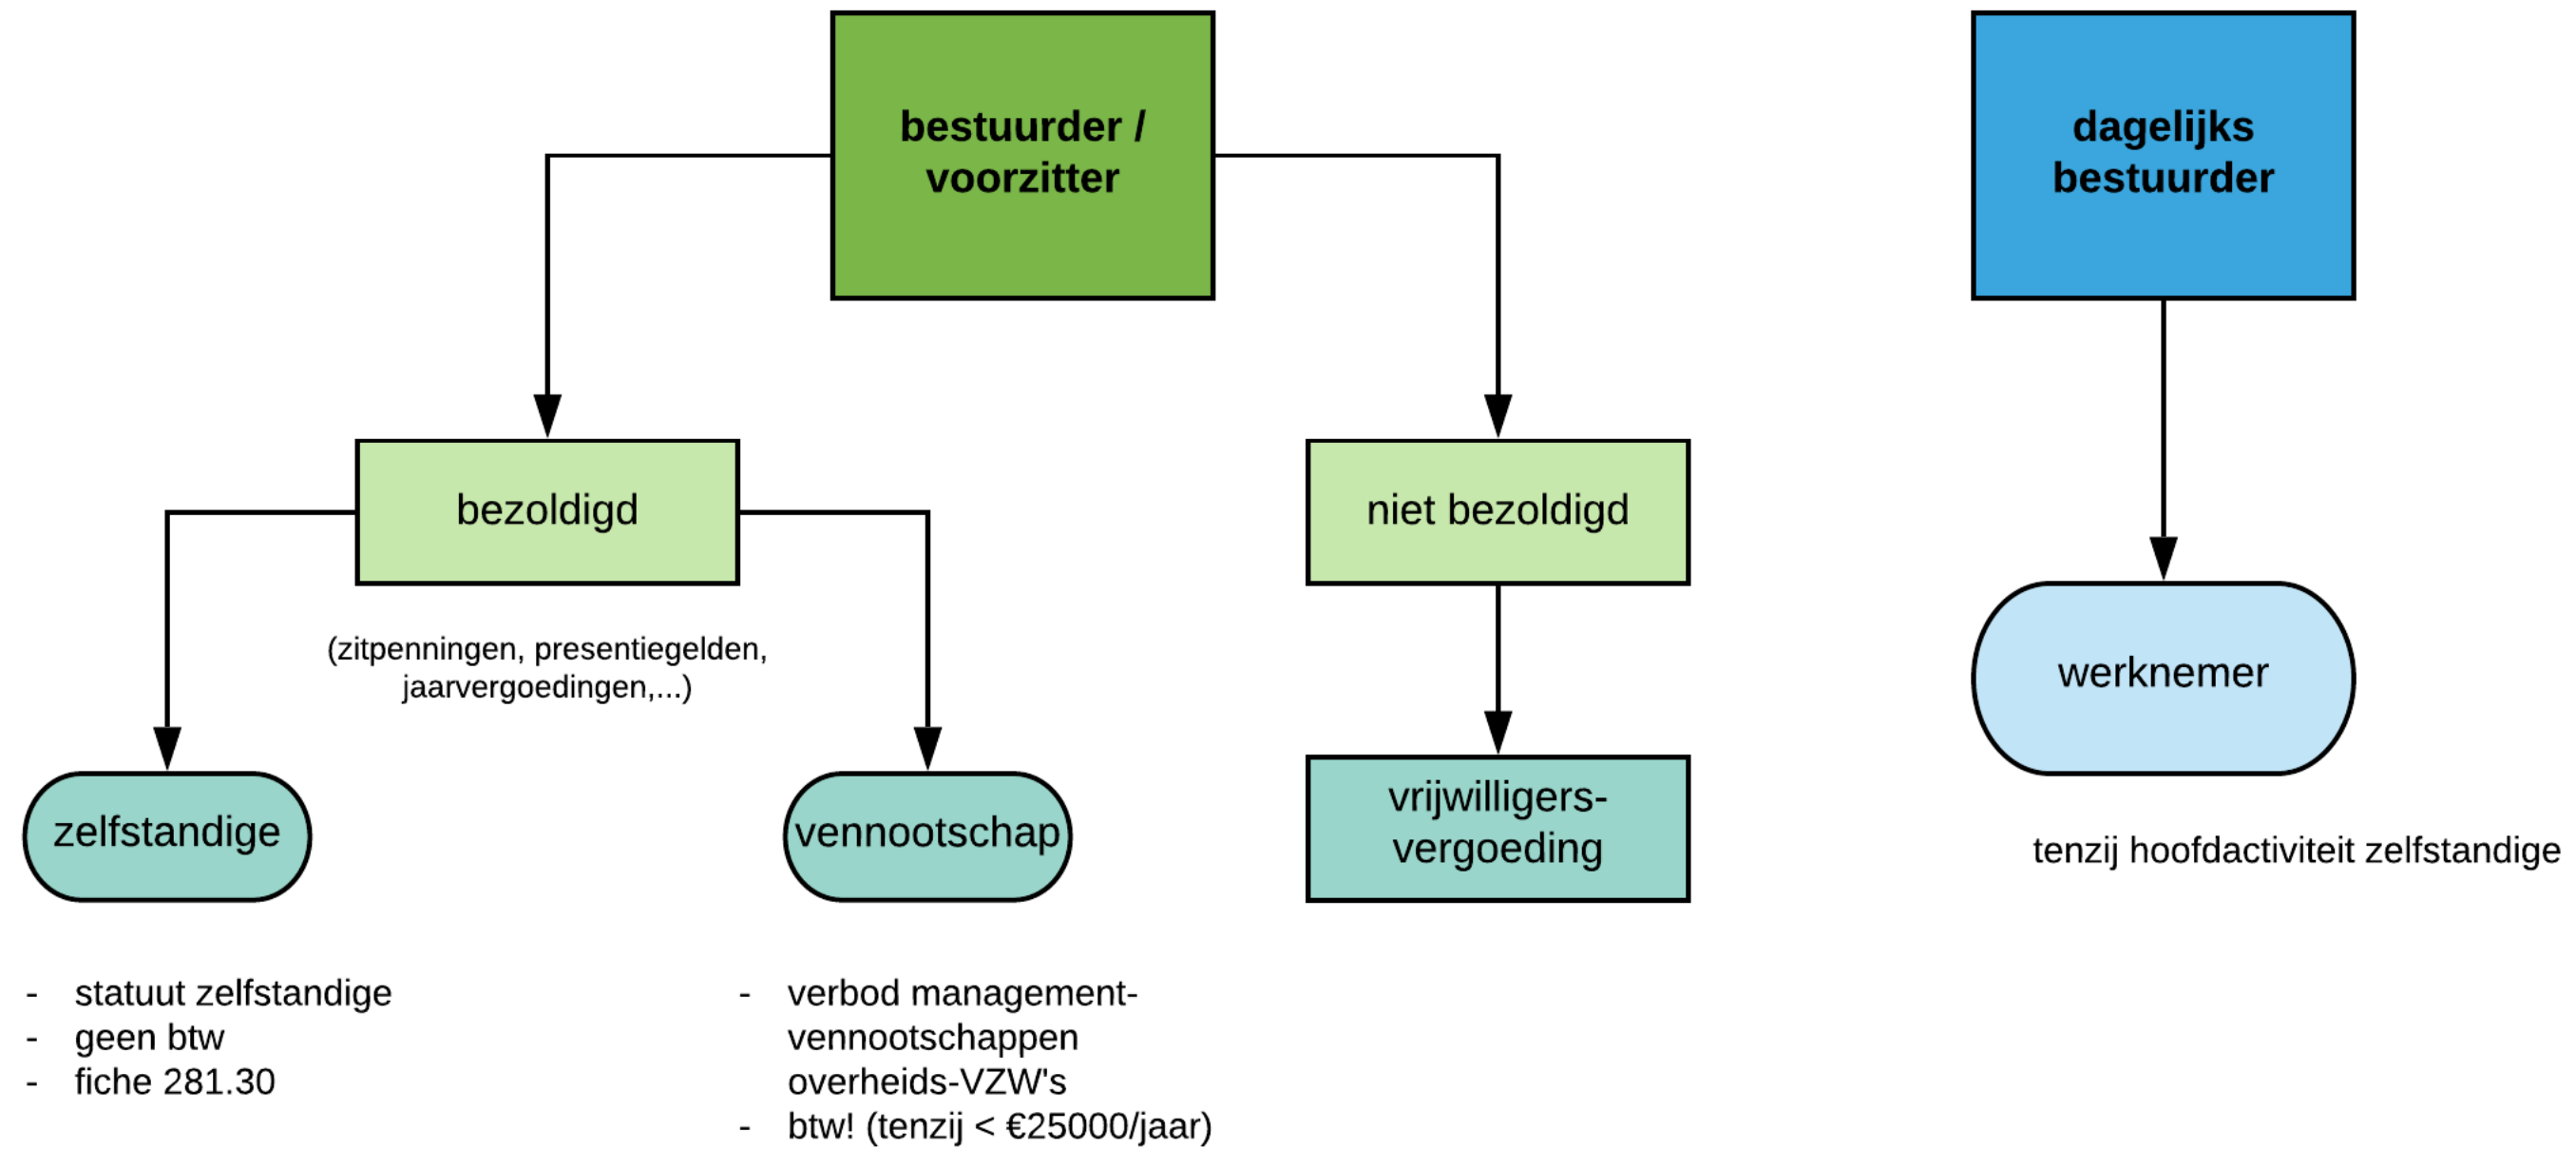 bestuurder /
voorzitter
dagelijks
bestuurder
bezoldigd
niet bezoldigd
(zitpenningen, presentiegelden,
jaarvergoedingen,...)
werknemer
zelfstandige
vennootschap
vrijwilligers-
vergoeding
tenzij hoofdactiviteit zelfstandige
- statuut zelfstandige
- geen btw
- fiche 281.30
- verbod management-
vennootschappen
overheids-VZW's
- btw! (tenzij < €25000/jaar)